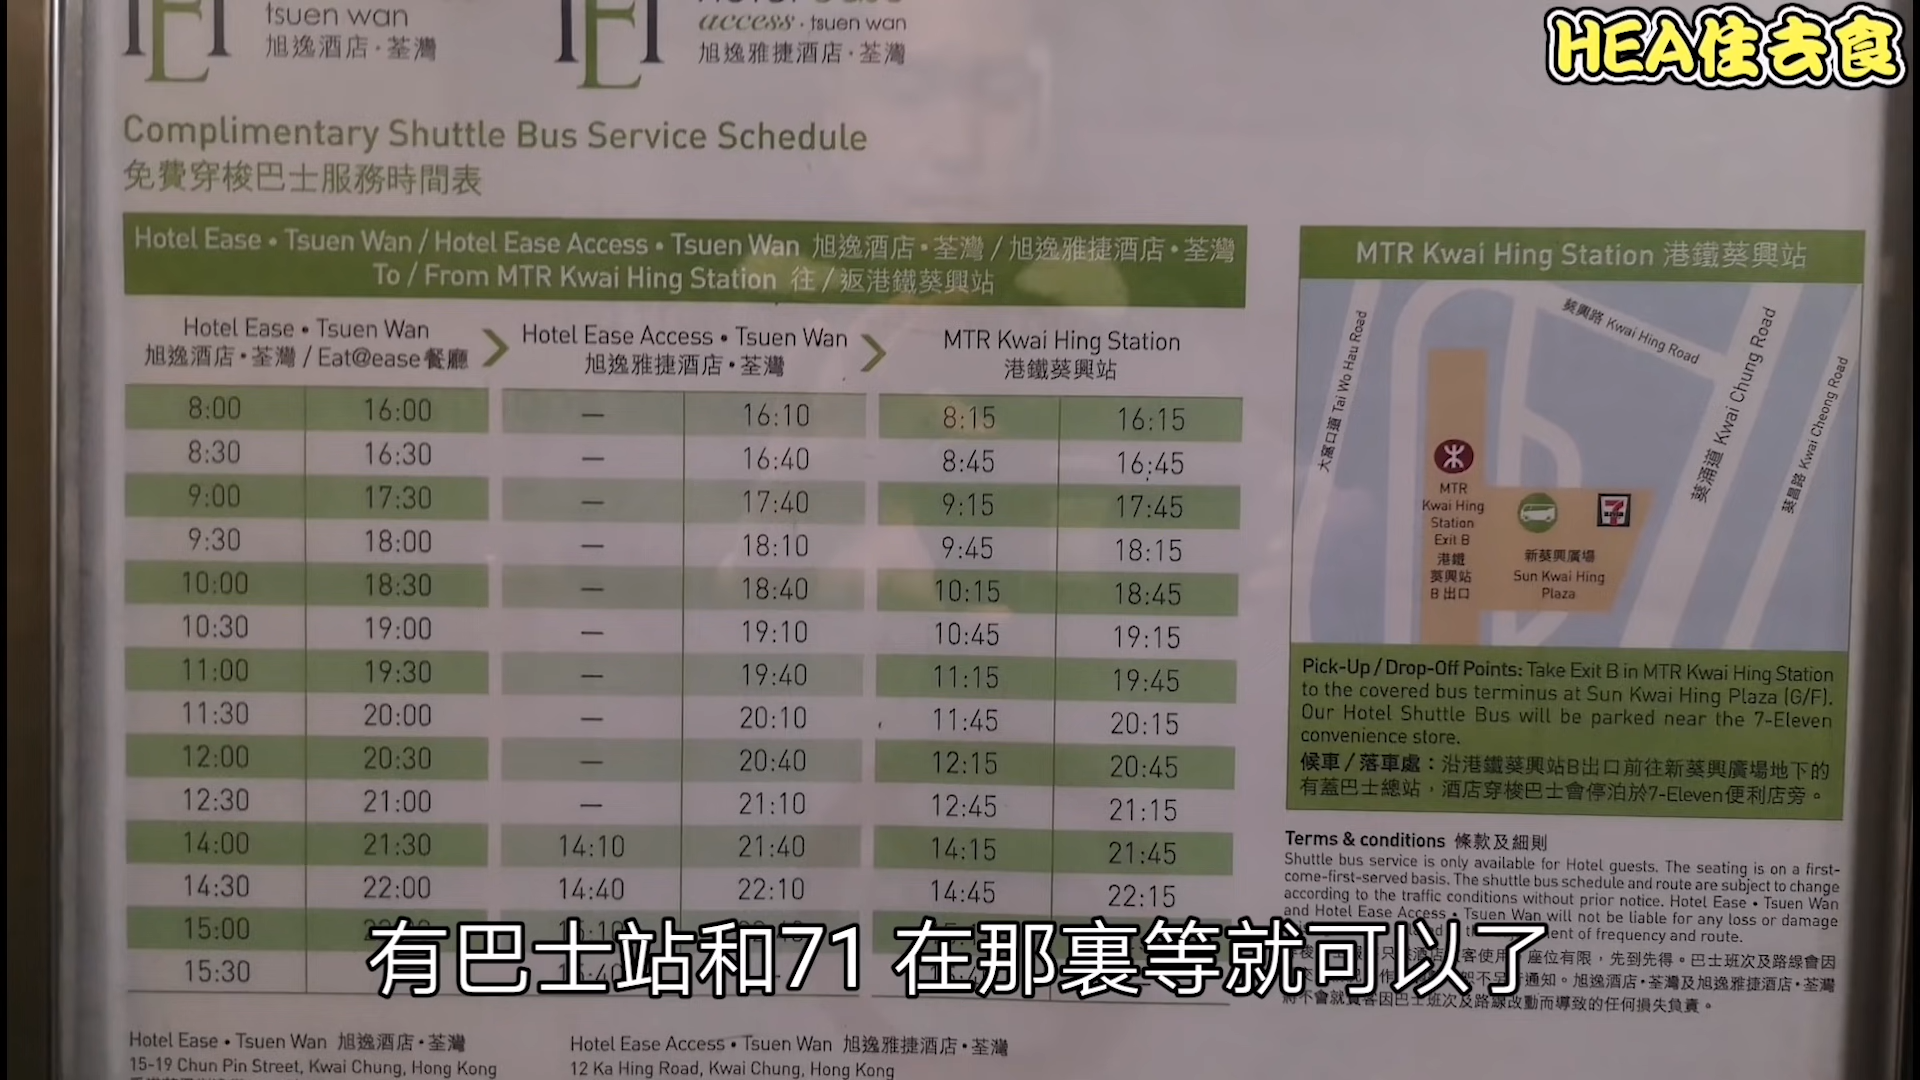 HEA住去食
tsuen wan
旭逸酒店·荃灣
access · tsuen wan
旭逸雅捷酒店·荃灣
Complimentary Shuttle Bus Service Schedule
免費穿梭巴士服務時間表
Hotel Ease • Tsuen Wan / Hotel Ease Access • Tsuen Wan 旭逸酒店·荃灣 / 旭逸雅捷酒店·荃灣
To / From MTR Kwai Hing Station 往 / 返港鐵葵興站
Hotel Ease • Tsuen Wan
旭逸酒店·荃灣 / Eat@ease餐廳
Hotel Ease Access • Tsuen Wan
旭逸雅捷酒店·荃灣
MTR Kwai Hing Station
港鐵葵興站
8:00 16:00 — 16:10 8:15 16:15
8:30 16:30 — 16:40 8:45 16:45
9:00 17:30 — 17:40 9:15 17:45
9:30 18:00 — 18:10 9:45 18:15
10:00 18:30 — 18:40 10:15 18:45
10:30 19:00 — 19:10 10:45 19:15
11:00 19:30 — 19:40 11:15 19:45
11:30 20:00 — 20:10 11:45 20:15
12:00 20:30 — 20:40 12:15 20:45
12:30 21:00 — 21:10 12:45 21:15
14:00 21:30 14:10 21:40 14:15 21:45
14:30 22:00 14:40 22:10 14:45 22:15
15:00
15:30
MTR Kwai Hing Station 港鐵葵興站
大窩口道 Tai Wo Hau Road
葵興路 Kwai Hing Road
葵涌道 Kwai Chung Road
葵昌路 Kwai Cheong Road
MTR
Kwai Hing
Station
Exit B
港鐵
葵興站
B 出口
7
新葵興廣場
Sun Kwai Hing
Plaza
Pick-Up / Drop-Off Points: Take Exit B in MTR Kwai Hing Station
to the covered bus terminus at Sun Kwai Hing Plaza (G/F).
Our Hotel Shuttle Bus will be parked near the 7-Eleven
convenience store.
候車 / 落車處：沿港鐵葵興站B出口前往新葵興廣場地下的
有蓋巴士總站，酒店穿梭巴士會停泊於7-Eleven便利店旁。
Terms & conditions 條款及細則
Shuttle bus service is only available for Hotel guests. The seating is on a first-
come-first-served basis. The shuttle bus schedule and route are subject to change
according to the traffic conditions without prior notice. Hotel Ease • Tsuen Wan
and Hotel Ease Access • Tsuen Wan will not be liable for any loss or damage
of frequency and route.
座位有限，先到先得。巴士班次及路線會因
通知。旭逸酒店·荃灣及旭逸雅捷酒店·荃灣
將不會就賓客因巴士班次及路線改動而導致的任何損失負責。
有巴士站和71 在那裏等就可以了
Hotel Ease • Tsuen Wan 旭逸酒店·荃灣
15-19 Chun Pin Street, Kwai Chung, Hong Kong
Hotel Ease Access • Tsuen Wan 旭逸雅捷酒店·荃灣
12 Ka Hing Road, Kwai Chung, Hong Kong